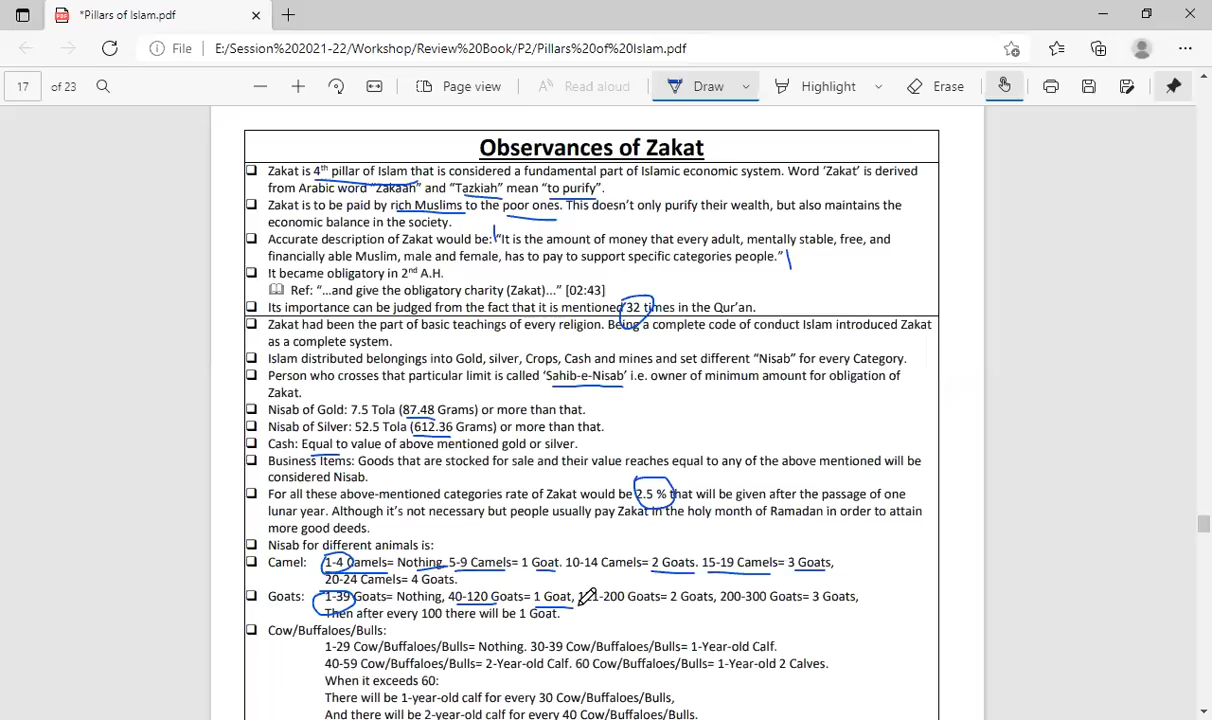 *Pillars of Islam.pdf
File E:/Session%202021-22/Workshop/Review%20Book/P2/Pillars%20of%20Islam.pdf
17 of 23 Page view Read aloud Draw Highlight Erase
Observances of Zakat
Zakat is 4th pillar of Islam that is considered a fundamental part of Islamic economic system. Word 'Zakat' is derived
from Arabic word "Zakaah" and "Tazkiah" mean "to purify".
Zakat is to be paid by rich Muslims to the poor ones. This doesn't only purify their wealth, but also maintains the
economic balance in the society.
Accurate description of Zakat would be: "It is the amount of money that every adult, mentally stable, free, and
financially able Muslim, male and female, has to pay to support specific categories people."
It became obligatory in 2nd A.H.
Ref: "...and give the obligatory charity (Zakat)..." [02:43]
Its importance can be judged from the fact that it is mentioned 32 times in the Qur'an.
Zakat had been the part of basic teachings of every religion. Being a complete code of conduct Islam introduced Zakat
as a complete system.
Islam distributed belongings into Gold, silver, Crops, Cash and mines and set different "Nisab" for every Category.
Person who crosses that particular limit is called 'Sahib-e-Nisab' i.e. owner of minimum amount for obligation of
Zakat.
Nisab of Gold: 7.5 Tola (87.48 Grams) or more than that.
Nisab of Silver: 52.5 Tola (612.36 Grams) or more than that.
Cash: Equal to value of above mentioned gold or silver.
Business Items: Goods that are stocked for sale and their value reaches equal to any of the above mentioned will be
considered Nisab.
For all these above-mentioned categories rate of Zakat would be 2.5 % that will be given after the passage of one
lunar year. Although it's not necessary but people usually pay Zakat in the holy month of Ramadan in order to attain
more good deeds.
Nisab for different animals is:
Camel: 1-4 Camels= Nothing, 5-9 Camels= 1 Goat. 10-14 Camels= 2 Goats. 15-19 Camels= 3 Goats,
20-24 Camels= 4 Goats.
Goats: 1-39 Goats= Nothing, 40-120 Goats= 1 Goat, 1-200 Goats= 2 Goats, 200-300 Goats= 3 Goats,
Then after every 100 there will be 1 Goat.
Cow/Buffaloes/Bulls:
1-29 Cow/Buffaloes/Bulls= Nothing. 30-39 Cow/Buffaloes/Bulls= 1-Year-old Calf.
40-59 Cow/Buffaloes/Bulls= 2-Year-old Calf. 60 Cow/Buffaloes/Bulls= 1-Year-old 2 Calves.
When it exceeds 60:
There will be 1-year-old calf for every 30 Cow/Buffaloes/Bulls,
And there will be 2-year-old calf for every 40 Cow/Buffaloes/Bulls.